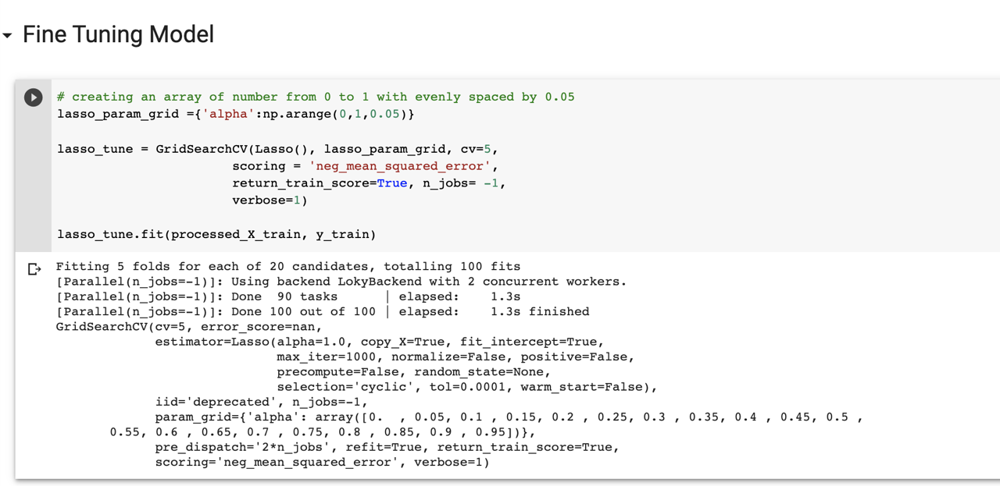 Fine Tuning Model
# creating an array of number from 0 to 1 with evenly spaced by 0.05
lasso_param_grid ={'alpha':np.arange(0,1,0.05)}
lasso_tune = GridSearchCV(Lasso(), lasso_param_grid, cv=5,
scoring = 'neg_mean_squared_error',
return_train_score=True, n_jobs= -1,
verbose=1)
lasso_tune.fit(processed_X_train, y_train)
Fitting 5 folds for each of 20 candidates, totalling 100 fits
[Parallel(n_jobs=-1)]: Using backend LokyBackend with 2 concurrent workers.
[Parallel(n_jobs=-1)]: Done  90 tasks      | elapsed:    1.3s
[Parallel(n_jobs=-1)]: Done 100 out of 100 | elapsed:    1.3s finished
GridSearchCV(cv=5, error_score=nan,
estimator=Lasso(alpha=1.0, copy_X=True, fit_intercept=True,
max_iter=1000, normalize=False, positive=False,
precompute=False, random_state=None,
selection='cyclic', tol=0.0001, warm_start=False),
iid='deprecated', n_jobs=-1,
param_grid={'alpha': array([0.  , 0.05, 0.1 , 0.15, 0.2 , 0.25, 0.3 , 0.35, 0.4 , 0.45, 0.5 ,
0.55, 0.6 , 0.65, 0.7 , 0.75, 0.8 , 0.85, 0.9 , 0.95])},
pre_dispatch='2*n_jobs', refit=True, return_train_score=True,
scoring='neg_mean_squared_error', verbose=1)